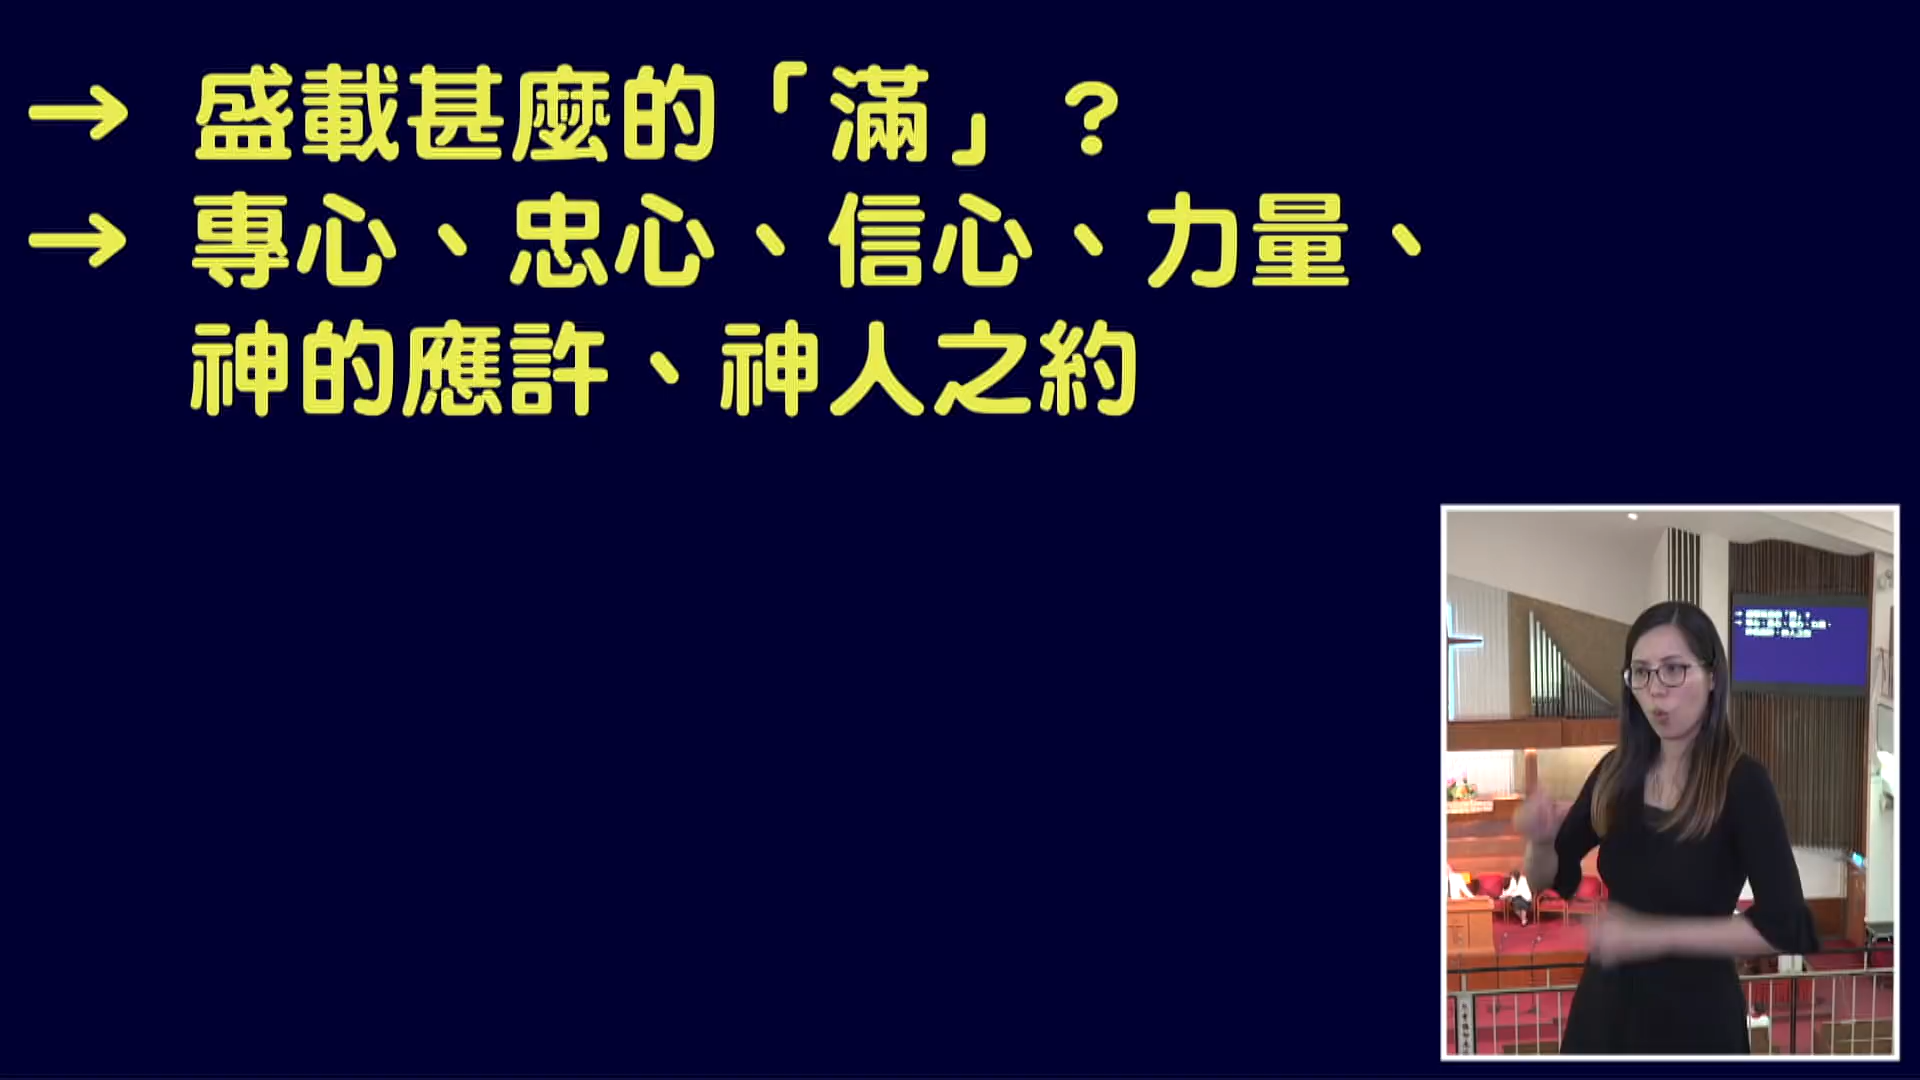 → 盛載甚麼的「滿」？
→ 專心、忠心、信心、力量、
神的應許、神人之約